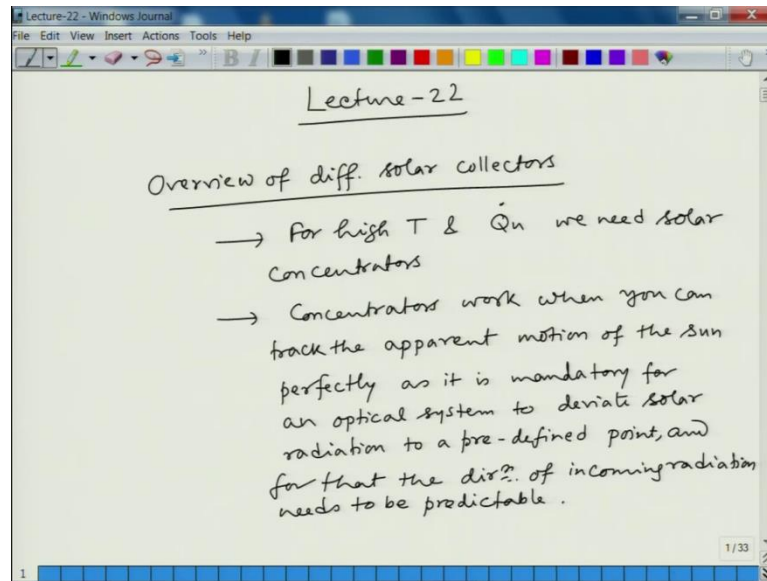 Lecture-22 - Windows Journal
File Edit View Insert Actions Tools Help
Lecture-22
Overview of diff. solar collectors
→ For high T & Q̇u we need solar
concentrators
→ Concentrators work when you can
track the apparent motion of the sun
perfectly as it is mandatory for
an optical system to deviate solar
radiation to a pre-defined point, and
for that the dirⁿ. of incoming radiation
needs to be predictable.
1/33
1